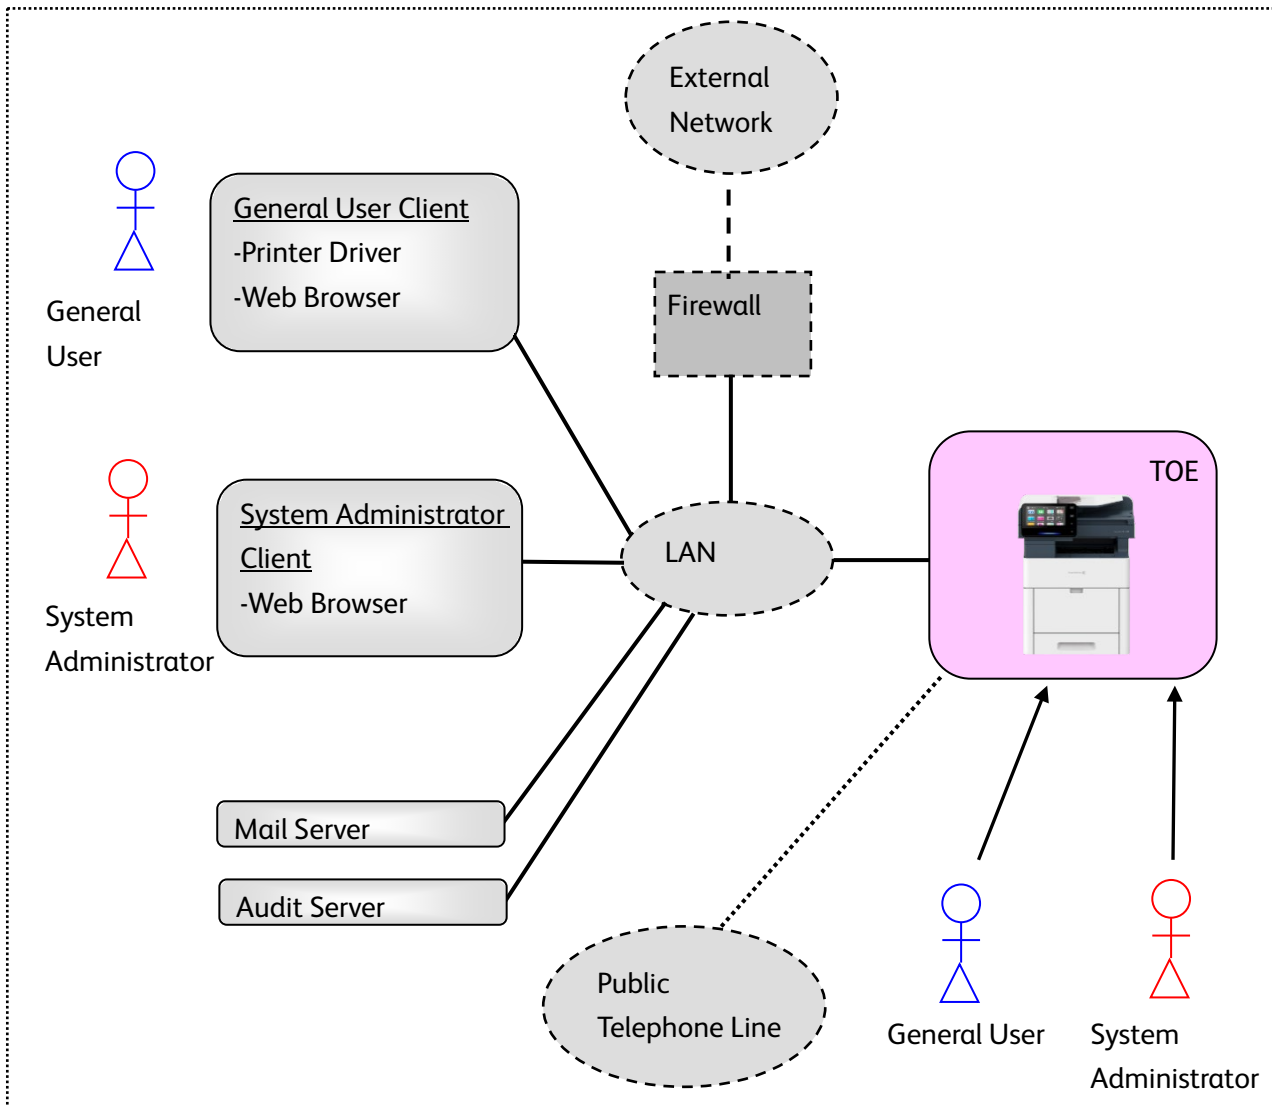 External
Network
General User Client
-Printer Driver
-Web Browser
General
User
Firewall
TOE
System Administrator
Client
-Web Browser
LAN
System
Administrator
Mail Server
Audit Server
Public
Telephone Line
General User
System
Administrator